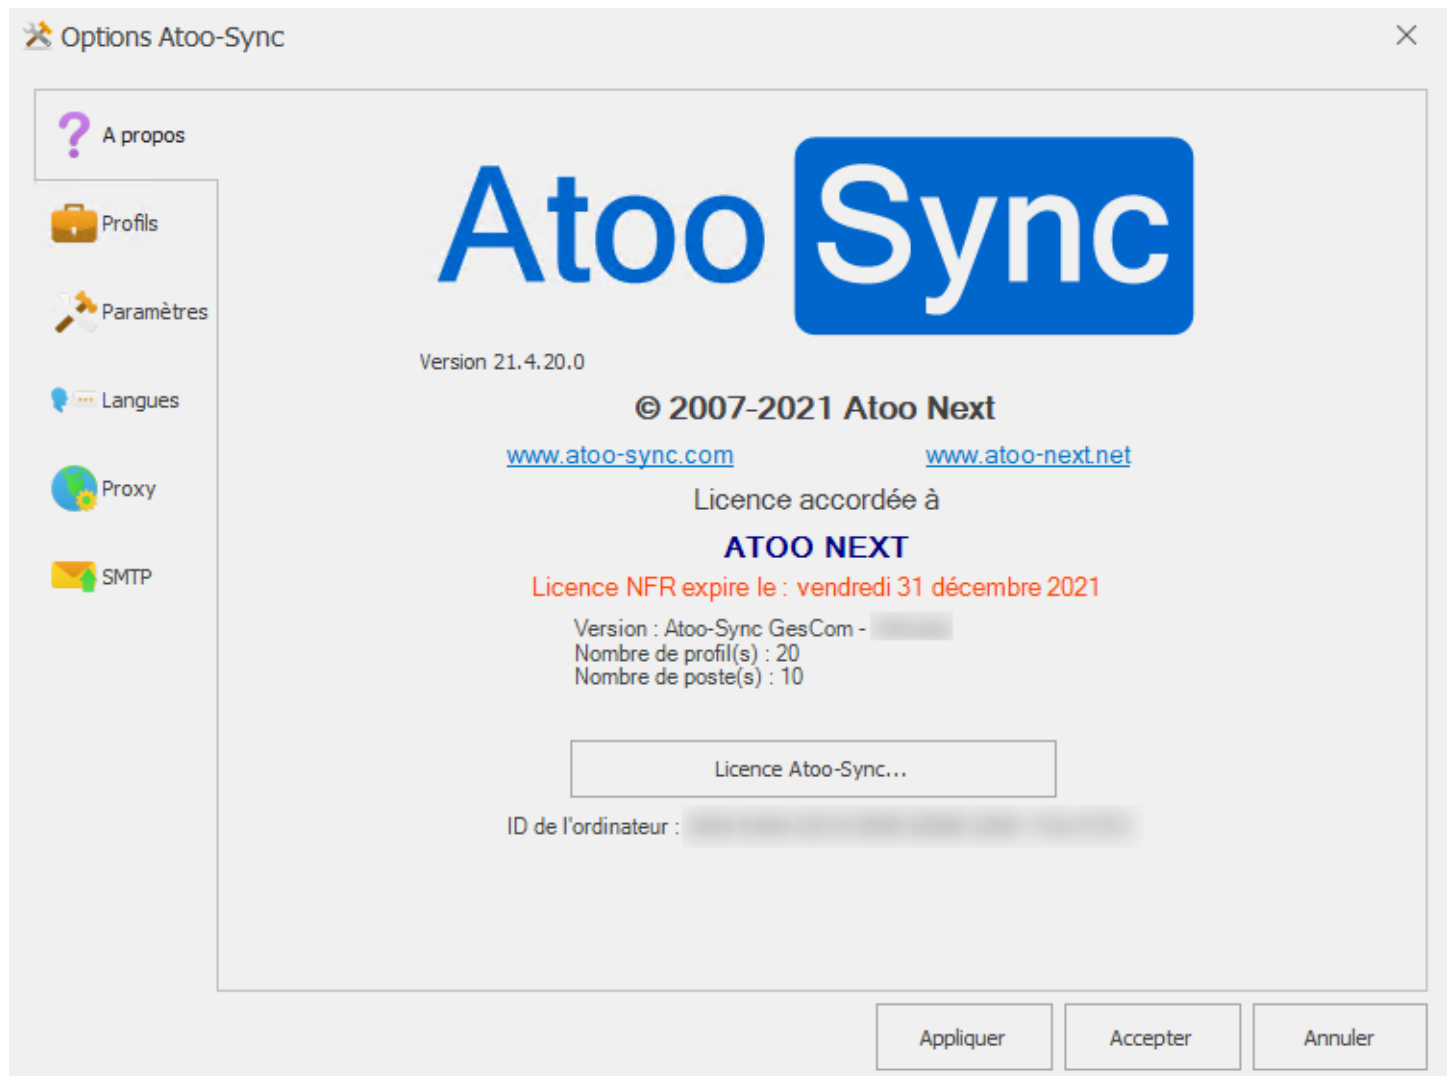 Options Atoo-Sync
A propos
Profils
Paramètres
Langues
Proxy
SMTP
Atoo Sync
Version 21.4.20.0
© 2007-2021 Atoo Next
www.atoo-sync.com www.atoo-next.net
Licence accordée à
ATOO NEXT
Licence NFR expire le : vendredi 31 décembre 2021
Version : Atoo-Sync GesCom -
Nombre de profil(s) : 20
Nombre de poste(s) : 10
Licence Atoo-Sync...
ID de l'ordinateur :
Appliquer Accepter Annuler